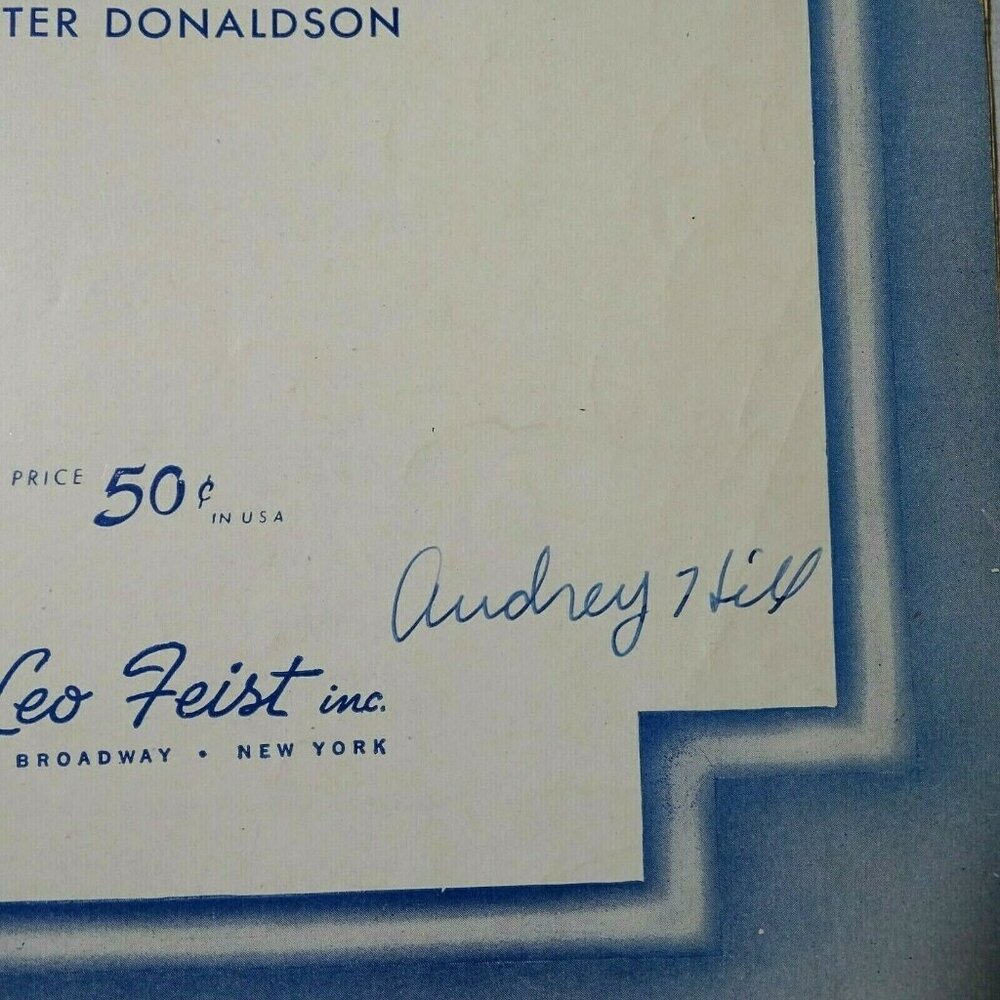 TER DONALDSON
PRICE 50¢ IN USA
Audrey Hill
Leo Feist inc.
BROADWAY • NEW YORK